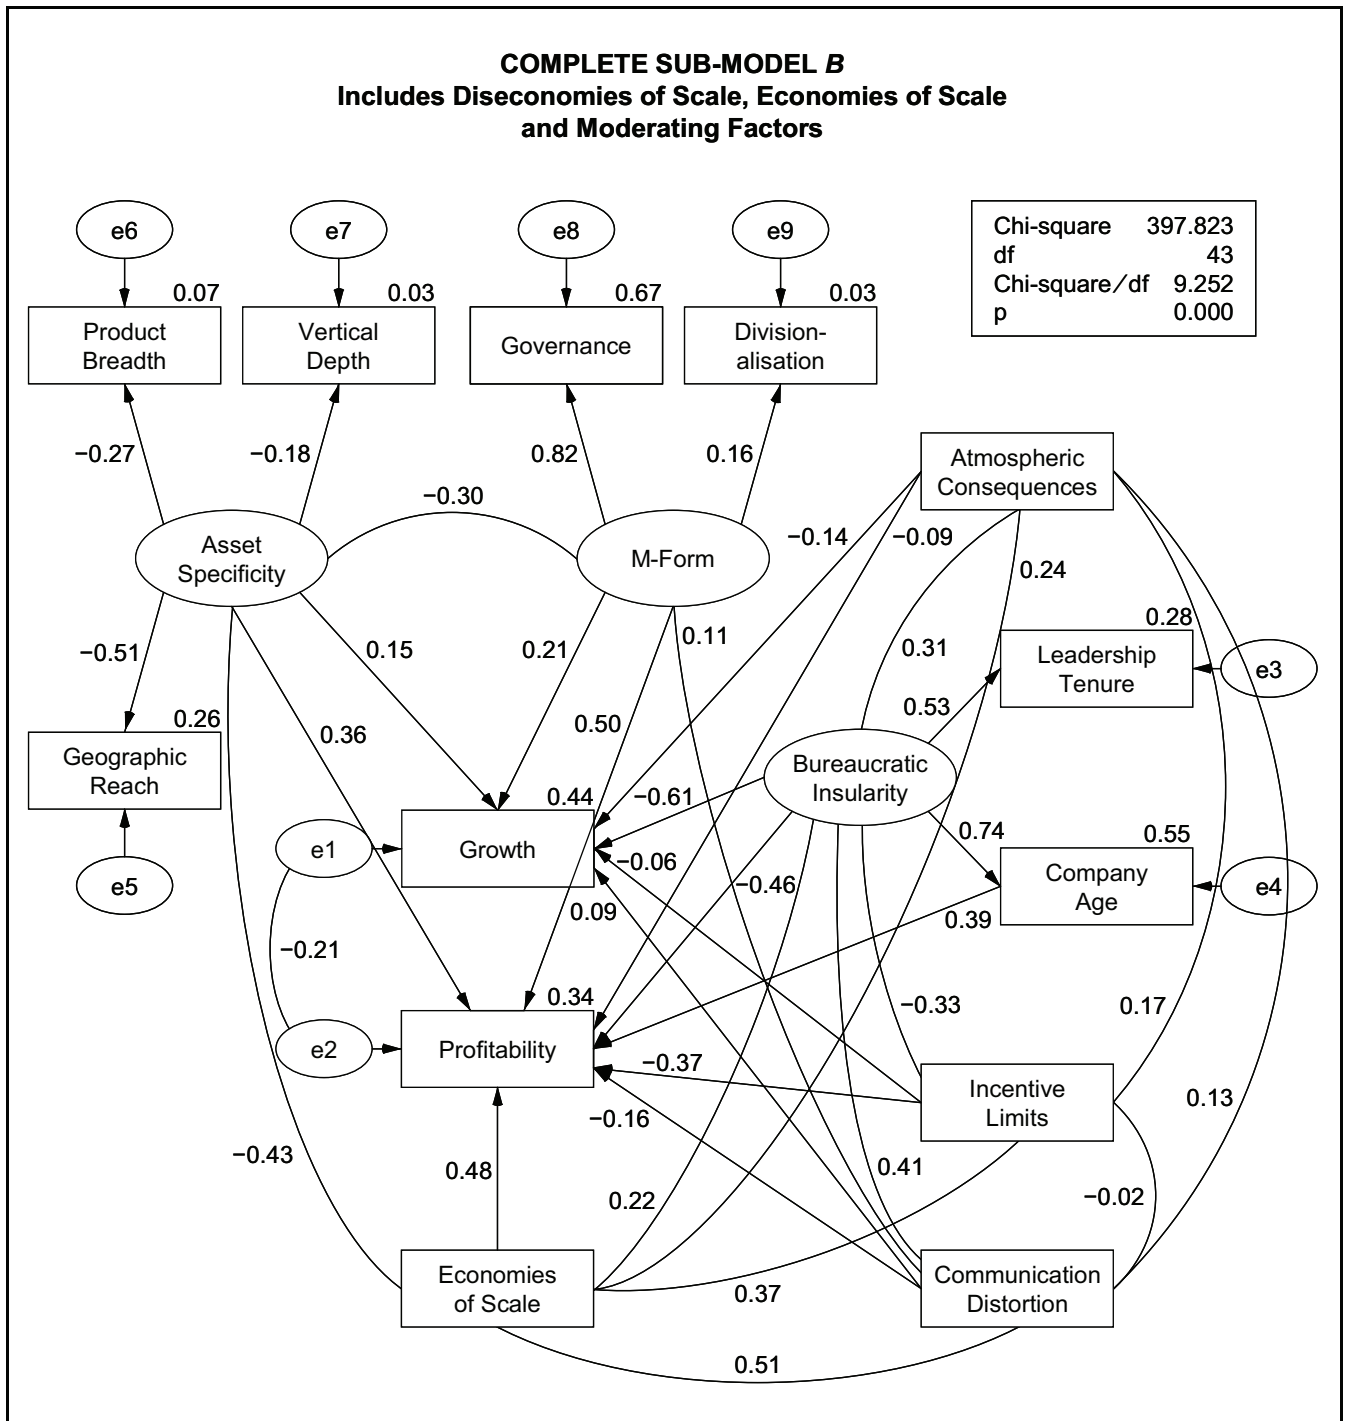 COMPLETE SUB-MODEL B
Includes Diseconomies of Scale, Economies of Scale
and Moderating Factors
e6
e7
e8
e9
Chi-square 397.823
df 43
Chi-square/df 9.252
p 0.000
0.07
0.03
0.67
0.03
Product
Breadth
Vertical
Depth
Governance
Division-
alisation
−0.27
−0.18
0.82
0.16
Atmospheric
Consequences
−0.30
Asset
Specificity
M-Form
−0.14
−0.09
0.24
0.28
−0.51
0.15
0.21
0.11
0.31
Leadership
Tenure
e3
0.53
0.26
0.36
0.50
Geographic
Reach
Bureaucratic
Insularity
0.44
−0.61
0.74
0.55
e1
Growth
−0.06
−0.46
Company
Age
e4
e5
0.09
0.39
−0.21
0.34
−0.33
0.17
e2
Profitability
−0.37
Incentive
Limits
0.13
−0.16
−0.43
0.48
0.22
0.41
−0.02
Economies
of Scale
0.37
Communication
Distortion
0.51